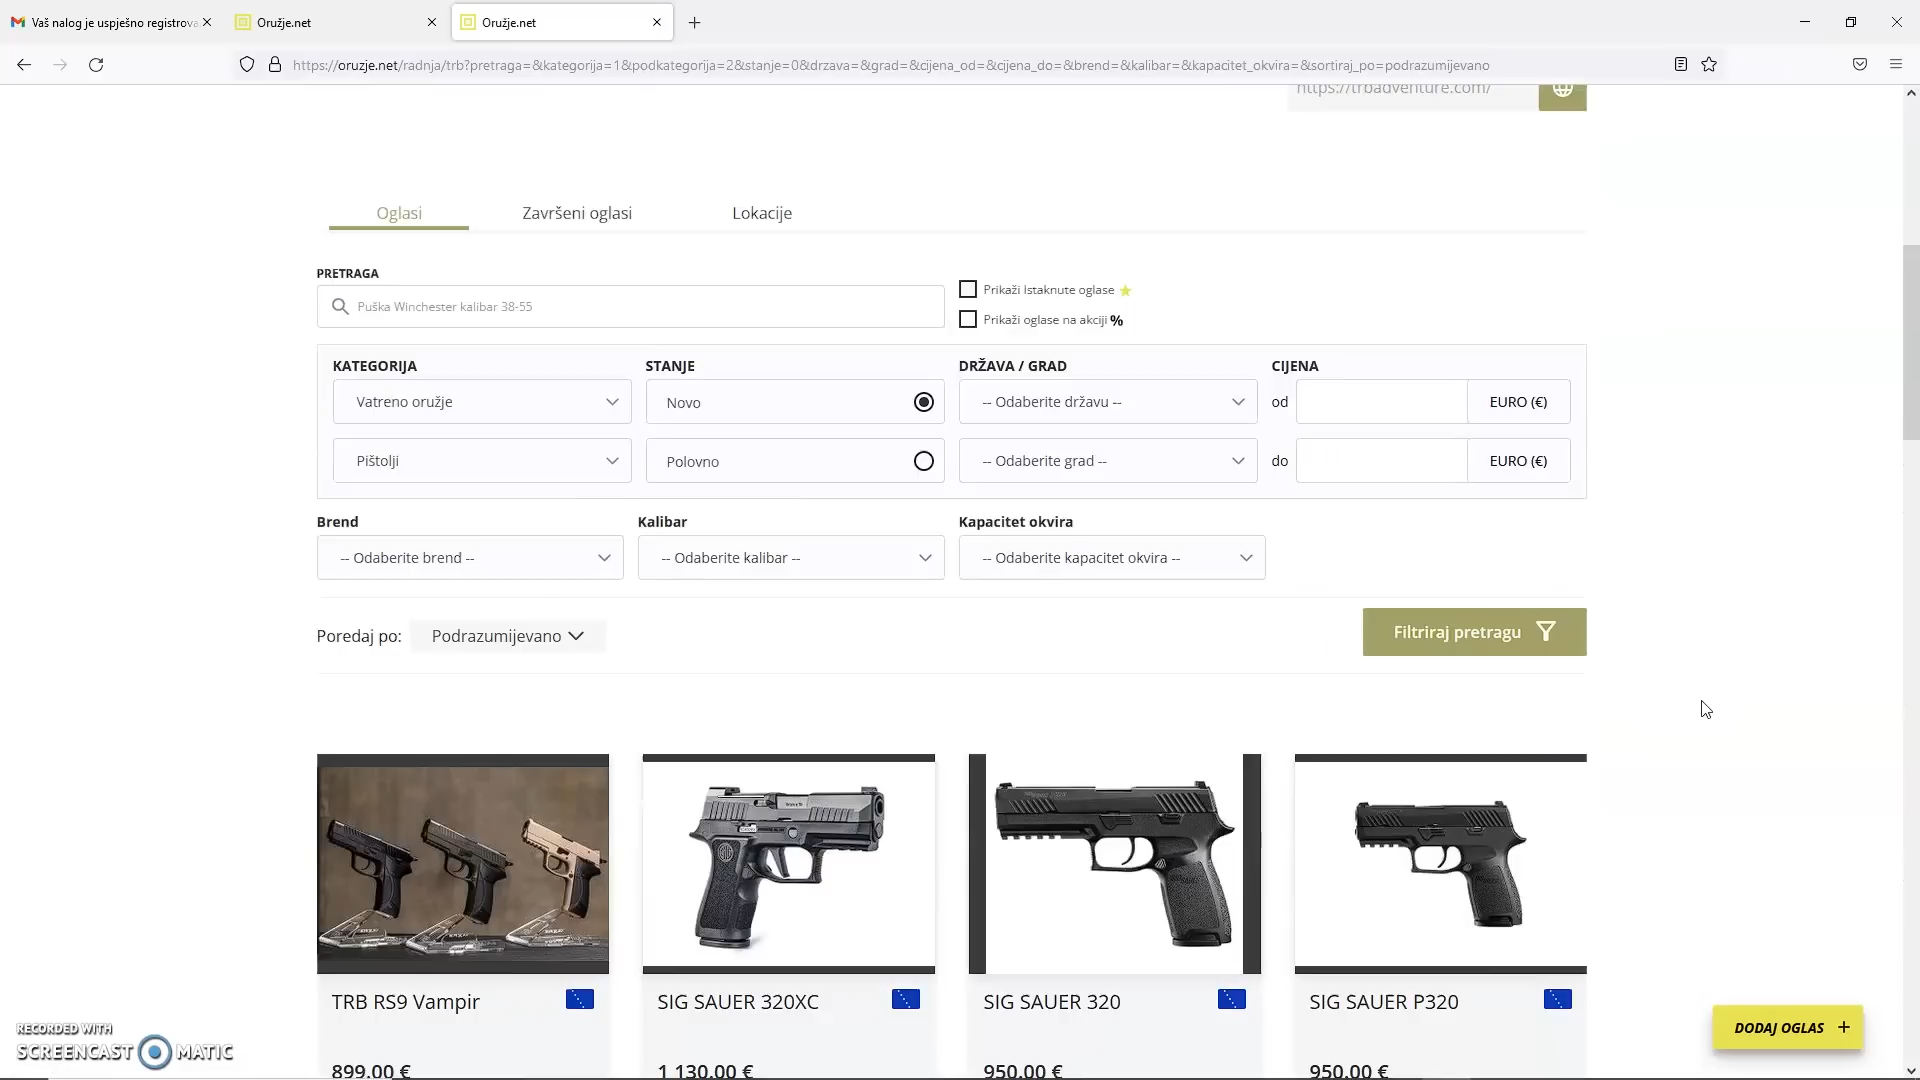 Vaš nalog je uspješno registrova
Oružje.net
Oružje.net
https://oruzje.net/radnja/trb?pretraga=&kategorija=1&podkategorija=2&stanje=0&drzava=&grad=&cijena_od=&cijena_do=&brend=&kalibar=&kapacitet_okvira=&sortiraj_po=podrazumijevano
https://trbadventure.com/
Oglasi
Završeni oglasi
Lokacije
PRETRAGA
Puška Winchester kalibar 38-55
Prikaži Istaknute oglase
Prikaži oglase na akciji %
KATEGORIJA
STANJE
DRŽAVA / GRAD
CIJENA
Vatreno oružje
Novo
-- Odaberite državu --
od
EURO (€)
Pištolji
Polovno
-- Odaberite grad --
do
EURO (€)
Brend
Kalibar
Kapacitet okvira
-- Odaberite brend --
-- Odaberite kalibar --
-- Odaberite kapacitet okvira --
Poredaj po:
Podrazumijevano
Filtriraj pretragu
TRB RS9 Vampir
SIG SAUER 320XC
SIG SAUER 320
SIG SAUER P320
899.00 €
1 130.00 €
950.00 €
950.00 €
DODAJ OGLAS +
RECORDED WITH
SCREENCAST MATIC